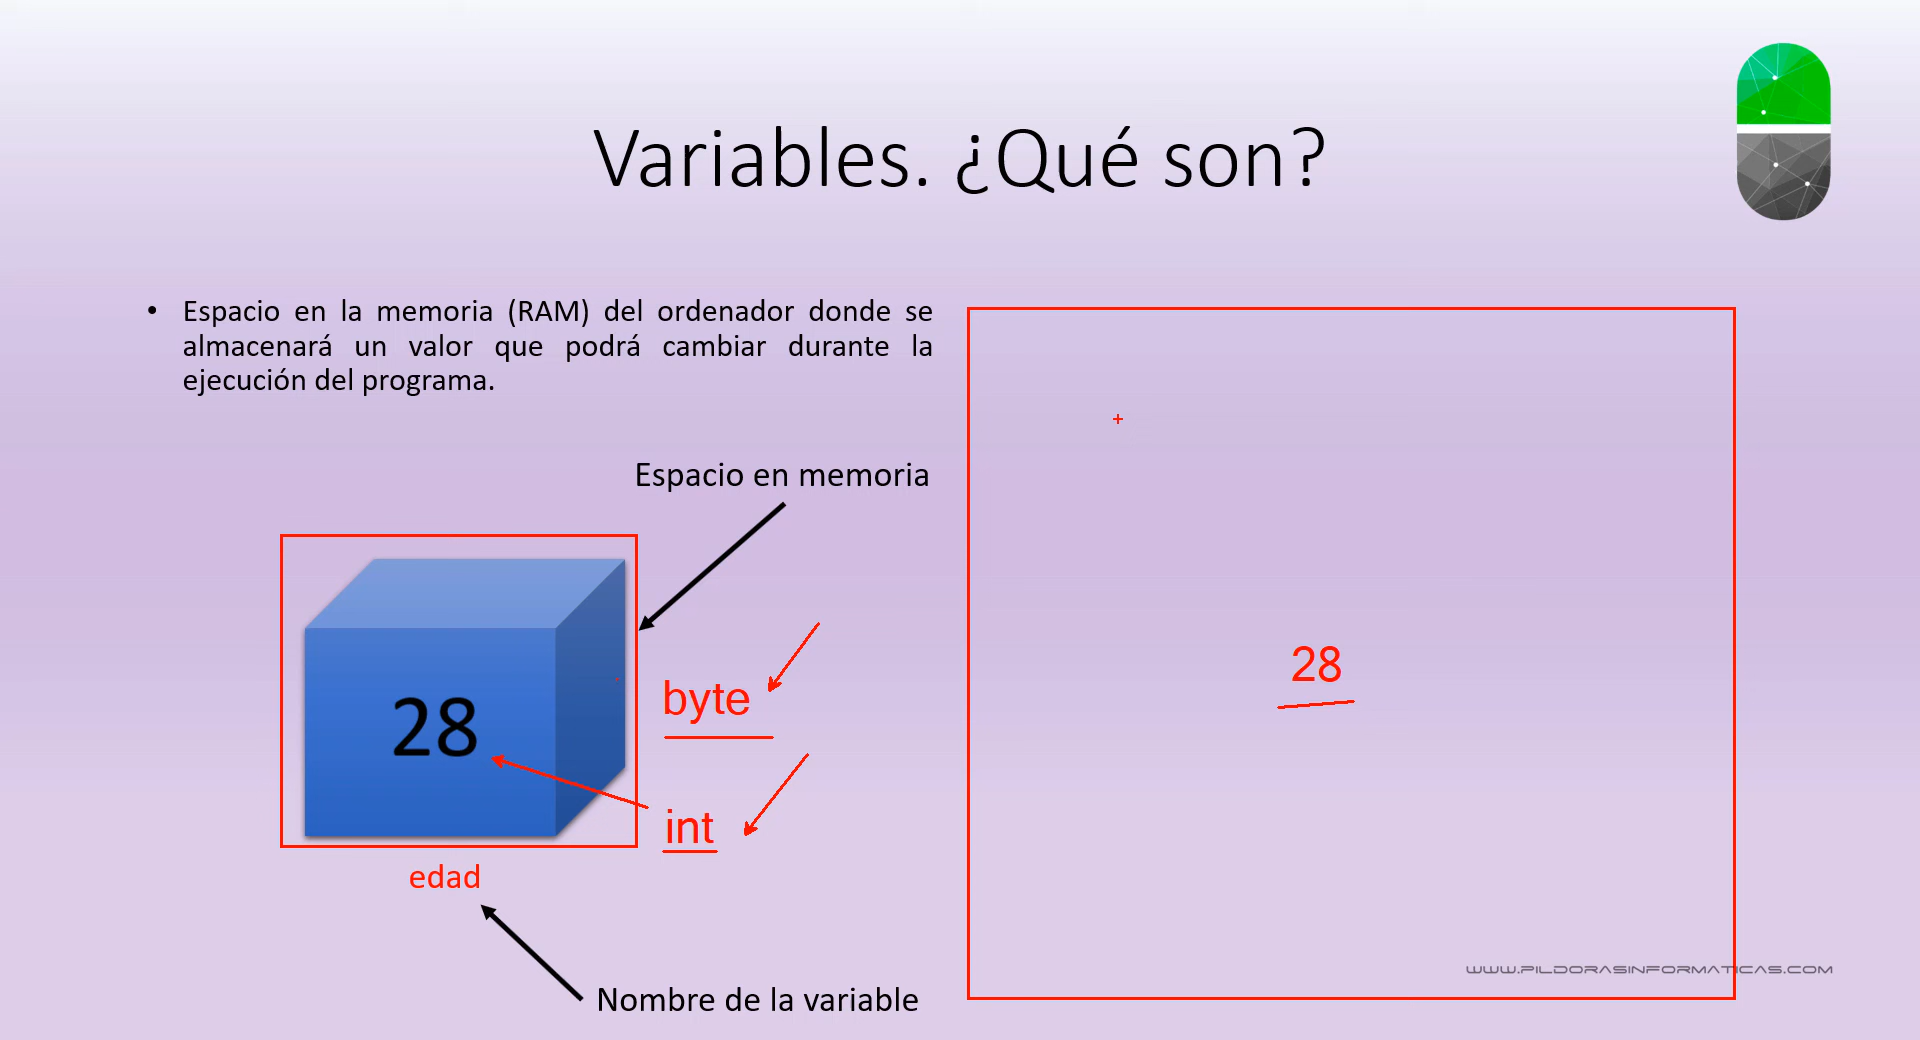 Variables. ¿Qué son?
• Espacio en la memoria (RAM) del ordenador donde se
almacenará un valor que podrá cambiar durante la
ejecución del programa.
Espacio en memoria
28
byte
int
edad
Nombre de la variable
28
WWW.PILDORASINFORMATICAS.COM